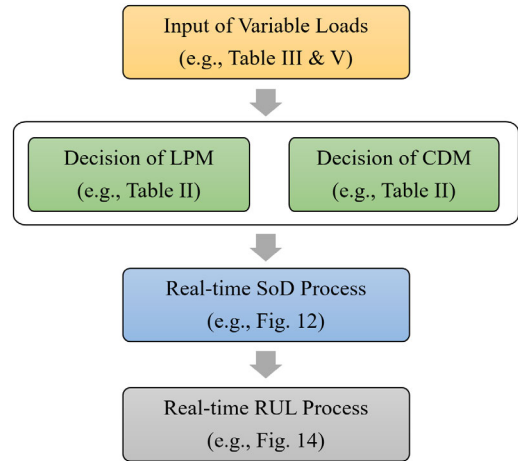 Input of Variable Loads
(e.g., Table III & V)
Decision of LPM
(e.g., Table II)
Decision of CDM
(e.g., Table II)
Real-time SoD Process
(e.g., Fig. 12)
Real-time RUL Process
(e.g., Fig. 14)